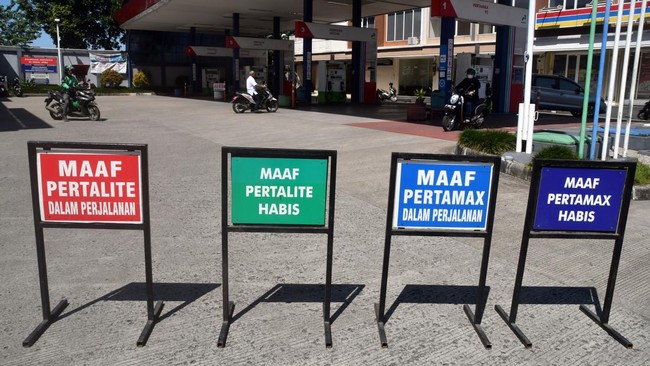 MAAF
PERTALITE
DALAM PERJALANAN
MAAF
PERTALITE
HABIS
MAAF
PERTAMAX
DALAM PERJALANAN
MAAF
PERTAMAX
HABIS